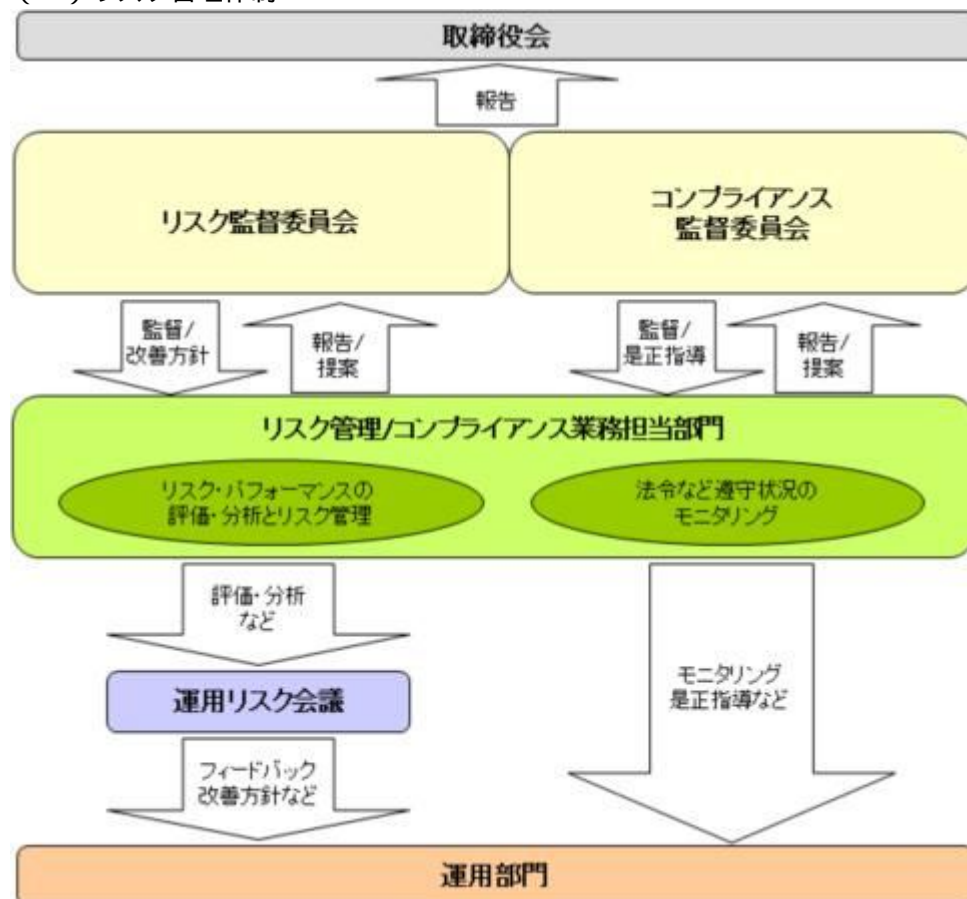 取締役会
報告
リスク監督委員会
コンプライアンス
監督委員会
監督/
改善方針
報告/
提案
監督/
是正指導
報告/
提案
リスク管理/コンプライアンス業務担当部門
リスク・パフォーマンスの
評価・分析とリスク管理
法令など遵守状況の
モニタリング
評価・分析
など
運用リスク会議
モニタリング
是正指導など
フィードバック
改善方針など
運用部門